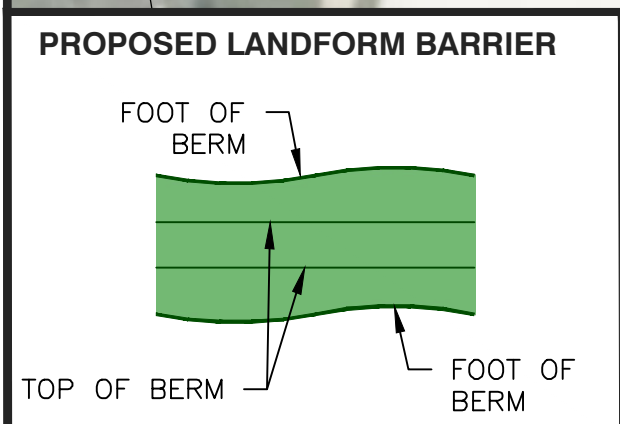 PROPOSED LANDFORM BARRIER
FOOT OF
BERM
TOP OF BERM
FOOT OF
BERM